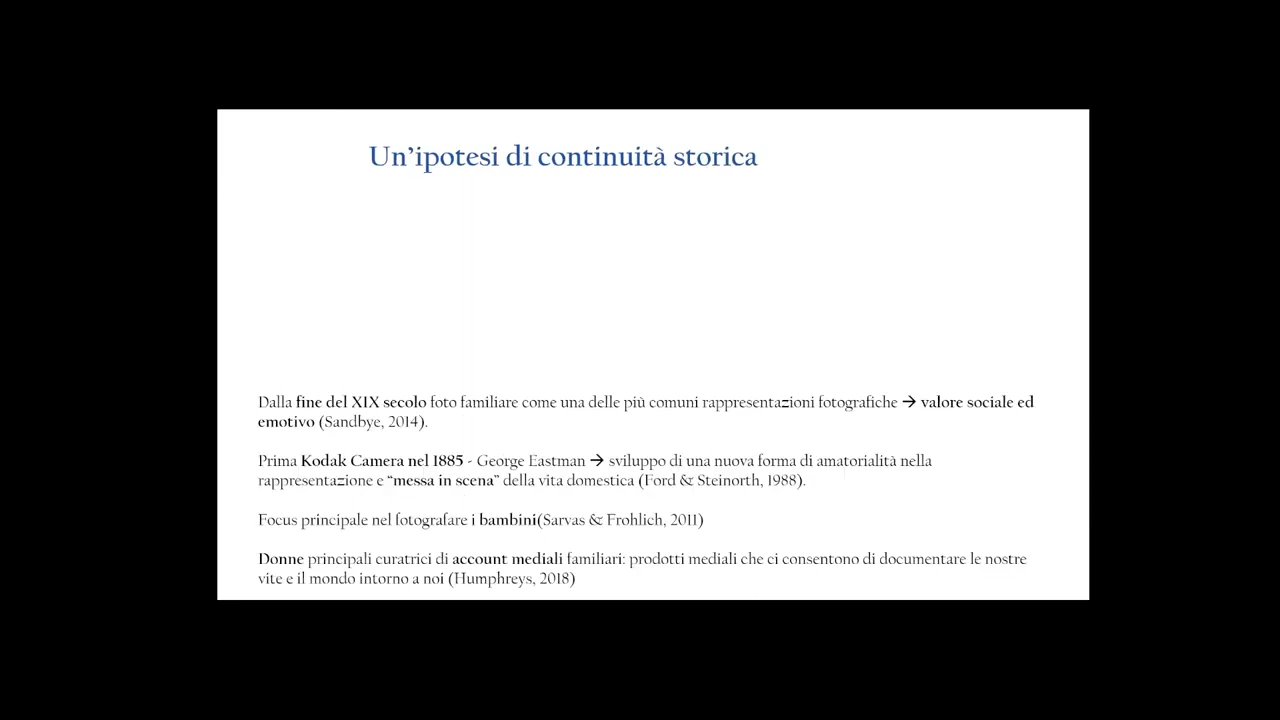 Un’ipotesi di continuità storica
Dalla fine del XIX secolo foto familiare come una delle più comuni rappresentazioni fotografiche → valore sociale ed
emotivo (Sandbye, 2014).
Prima Kodak Camera nel 1885 - George Eastman → sviluppo di una nuova forma di amatorialità nella
rappresentazione e “messa in scena” della vita domestica (Ford & Steinorth, 1988).
Focus principale nel fotografare i bambini(Sarvas & Frohlich, 2011)
Donne principali curatrici di account mediali familiari: prodotti mediali che ci consentono di documentare le nostre
vite e il mondo intorno a noi (Humphreys, 2018)